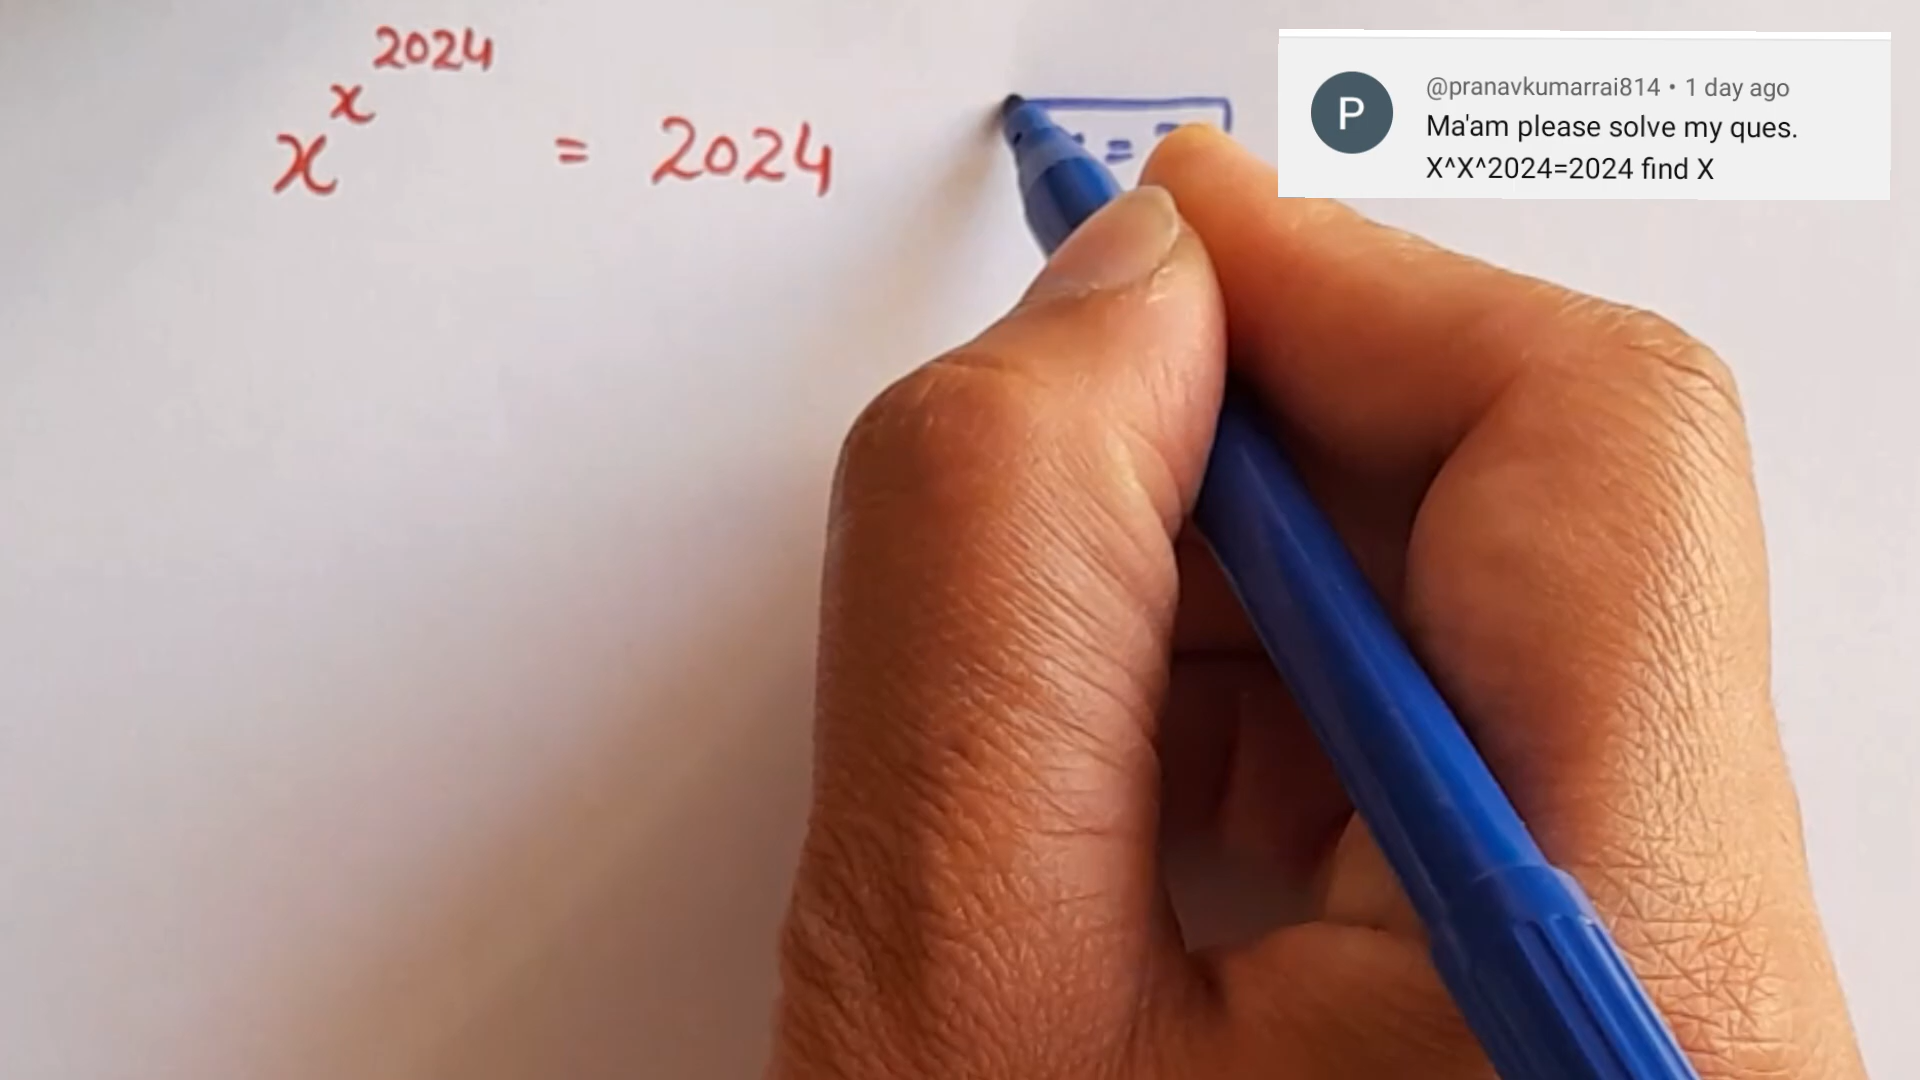 x^x^2024 = 2024
=
@pranavkumarrai814 • 1 day ago
P
Ma'am please solve my ques.
X^X^2024=2024 find X